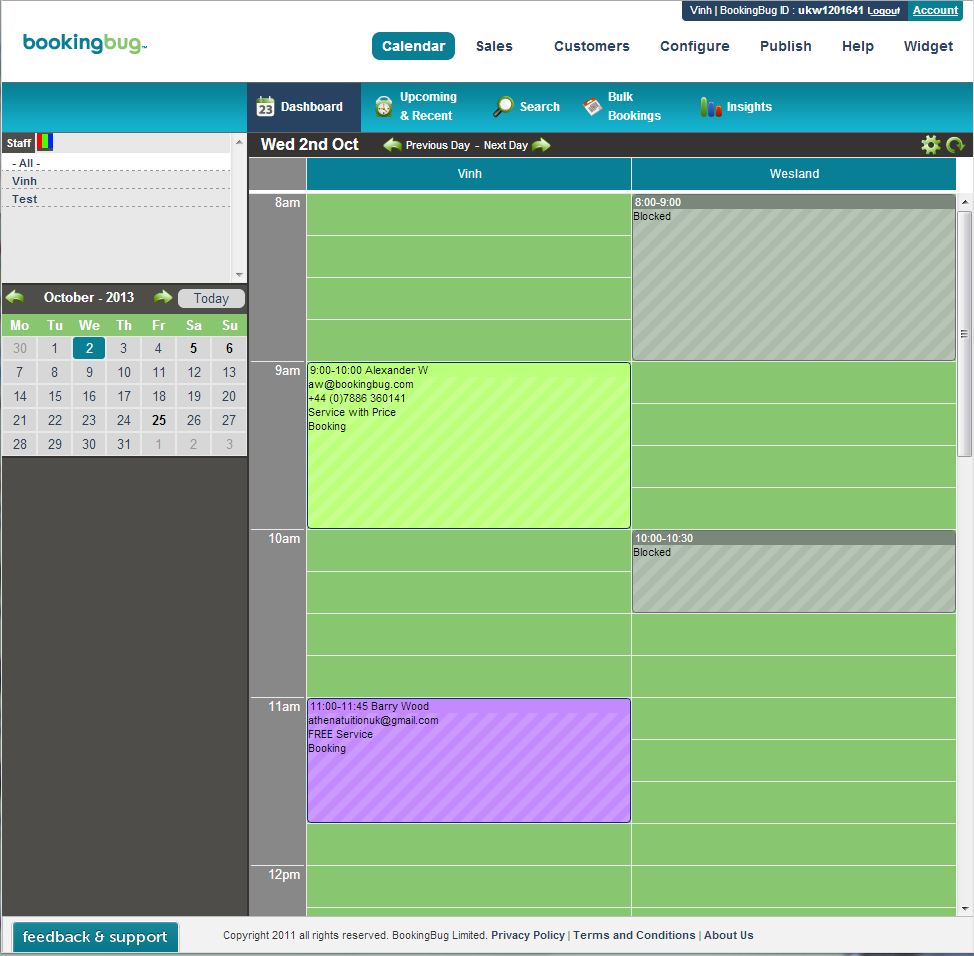 Vinh | BookingBug ID : ukw1201641 Logout Account
bookingbug™
Calendar Sales Customers Configure Publish Help Widget
23 Dashboard
Upcoming
& Recent
Search
Bulk
Bookings
Insights
Staff
- All -
Vinh
Test
October - 2013 Today
Mo Tu We Th Fr Sa Su
30 1 2 3 4 5 6
7 8 9 10 11 12 13
14 15 16 17 18 19 20
21 22 23 24 25 26 27
28 29 30 31 1 2 3
Wed 2nd Oct Previous Day - Next Day
Vinh Wesland
8am
8:00-9:00
Blocked
9am
9:00-10:00 Alexander W
aw@bookingbug.com
+44 (0)7886 360141
Service with Price
Booking
10am
10:00-10:30
Blocked
11am
11:00-11:45 Barry Wood
athenatuitionuk@gmail.com
FREE Service
Booking
12pm
feedback & support
Copyright 2011 all rights reserved. BookingBug Limited. Privacy Policy | Terms and Conditions | About Us